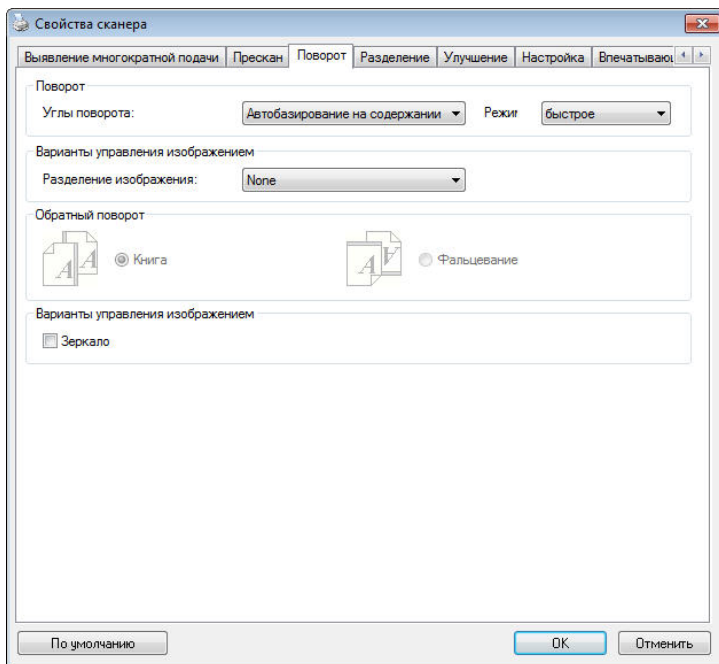 Свойства сканера
Выявление многократной подачи Прескан Поворот Разделение Улучшение Настройка Впечатываю
Поворот
Углы поворота: Автобазирование на содержании Режи быстрое
Варианты управления изображением
Разделение изображения: None
Обратный поворот
A A Книга A A Фальцевание
Варианты управления изображением
Зеркало
По умолчанию OK Отменить